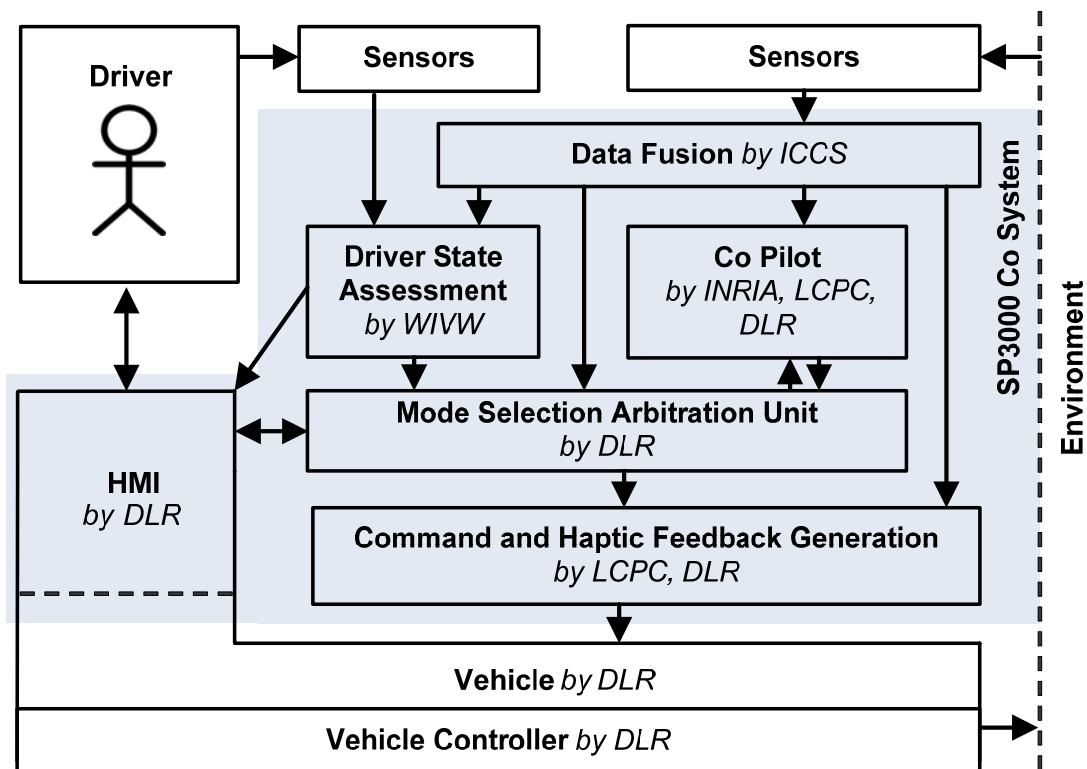 Driver
Sensors
Sensors
Data Fusion by ICCS
Driver State
Assessment
by WIVW
Co Pilot
by INRIA, LCPC,
DLR
SP3000 Co System
Environment
Mode Selection Arbitration Unit
by DLR
HMI
by DLR
Command and Haptic Feedback Generation
by LCPC, DLR
Vehicle by DLR
Vehicle Controller by DLR